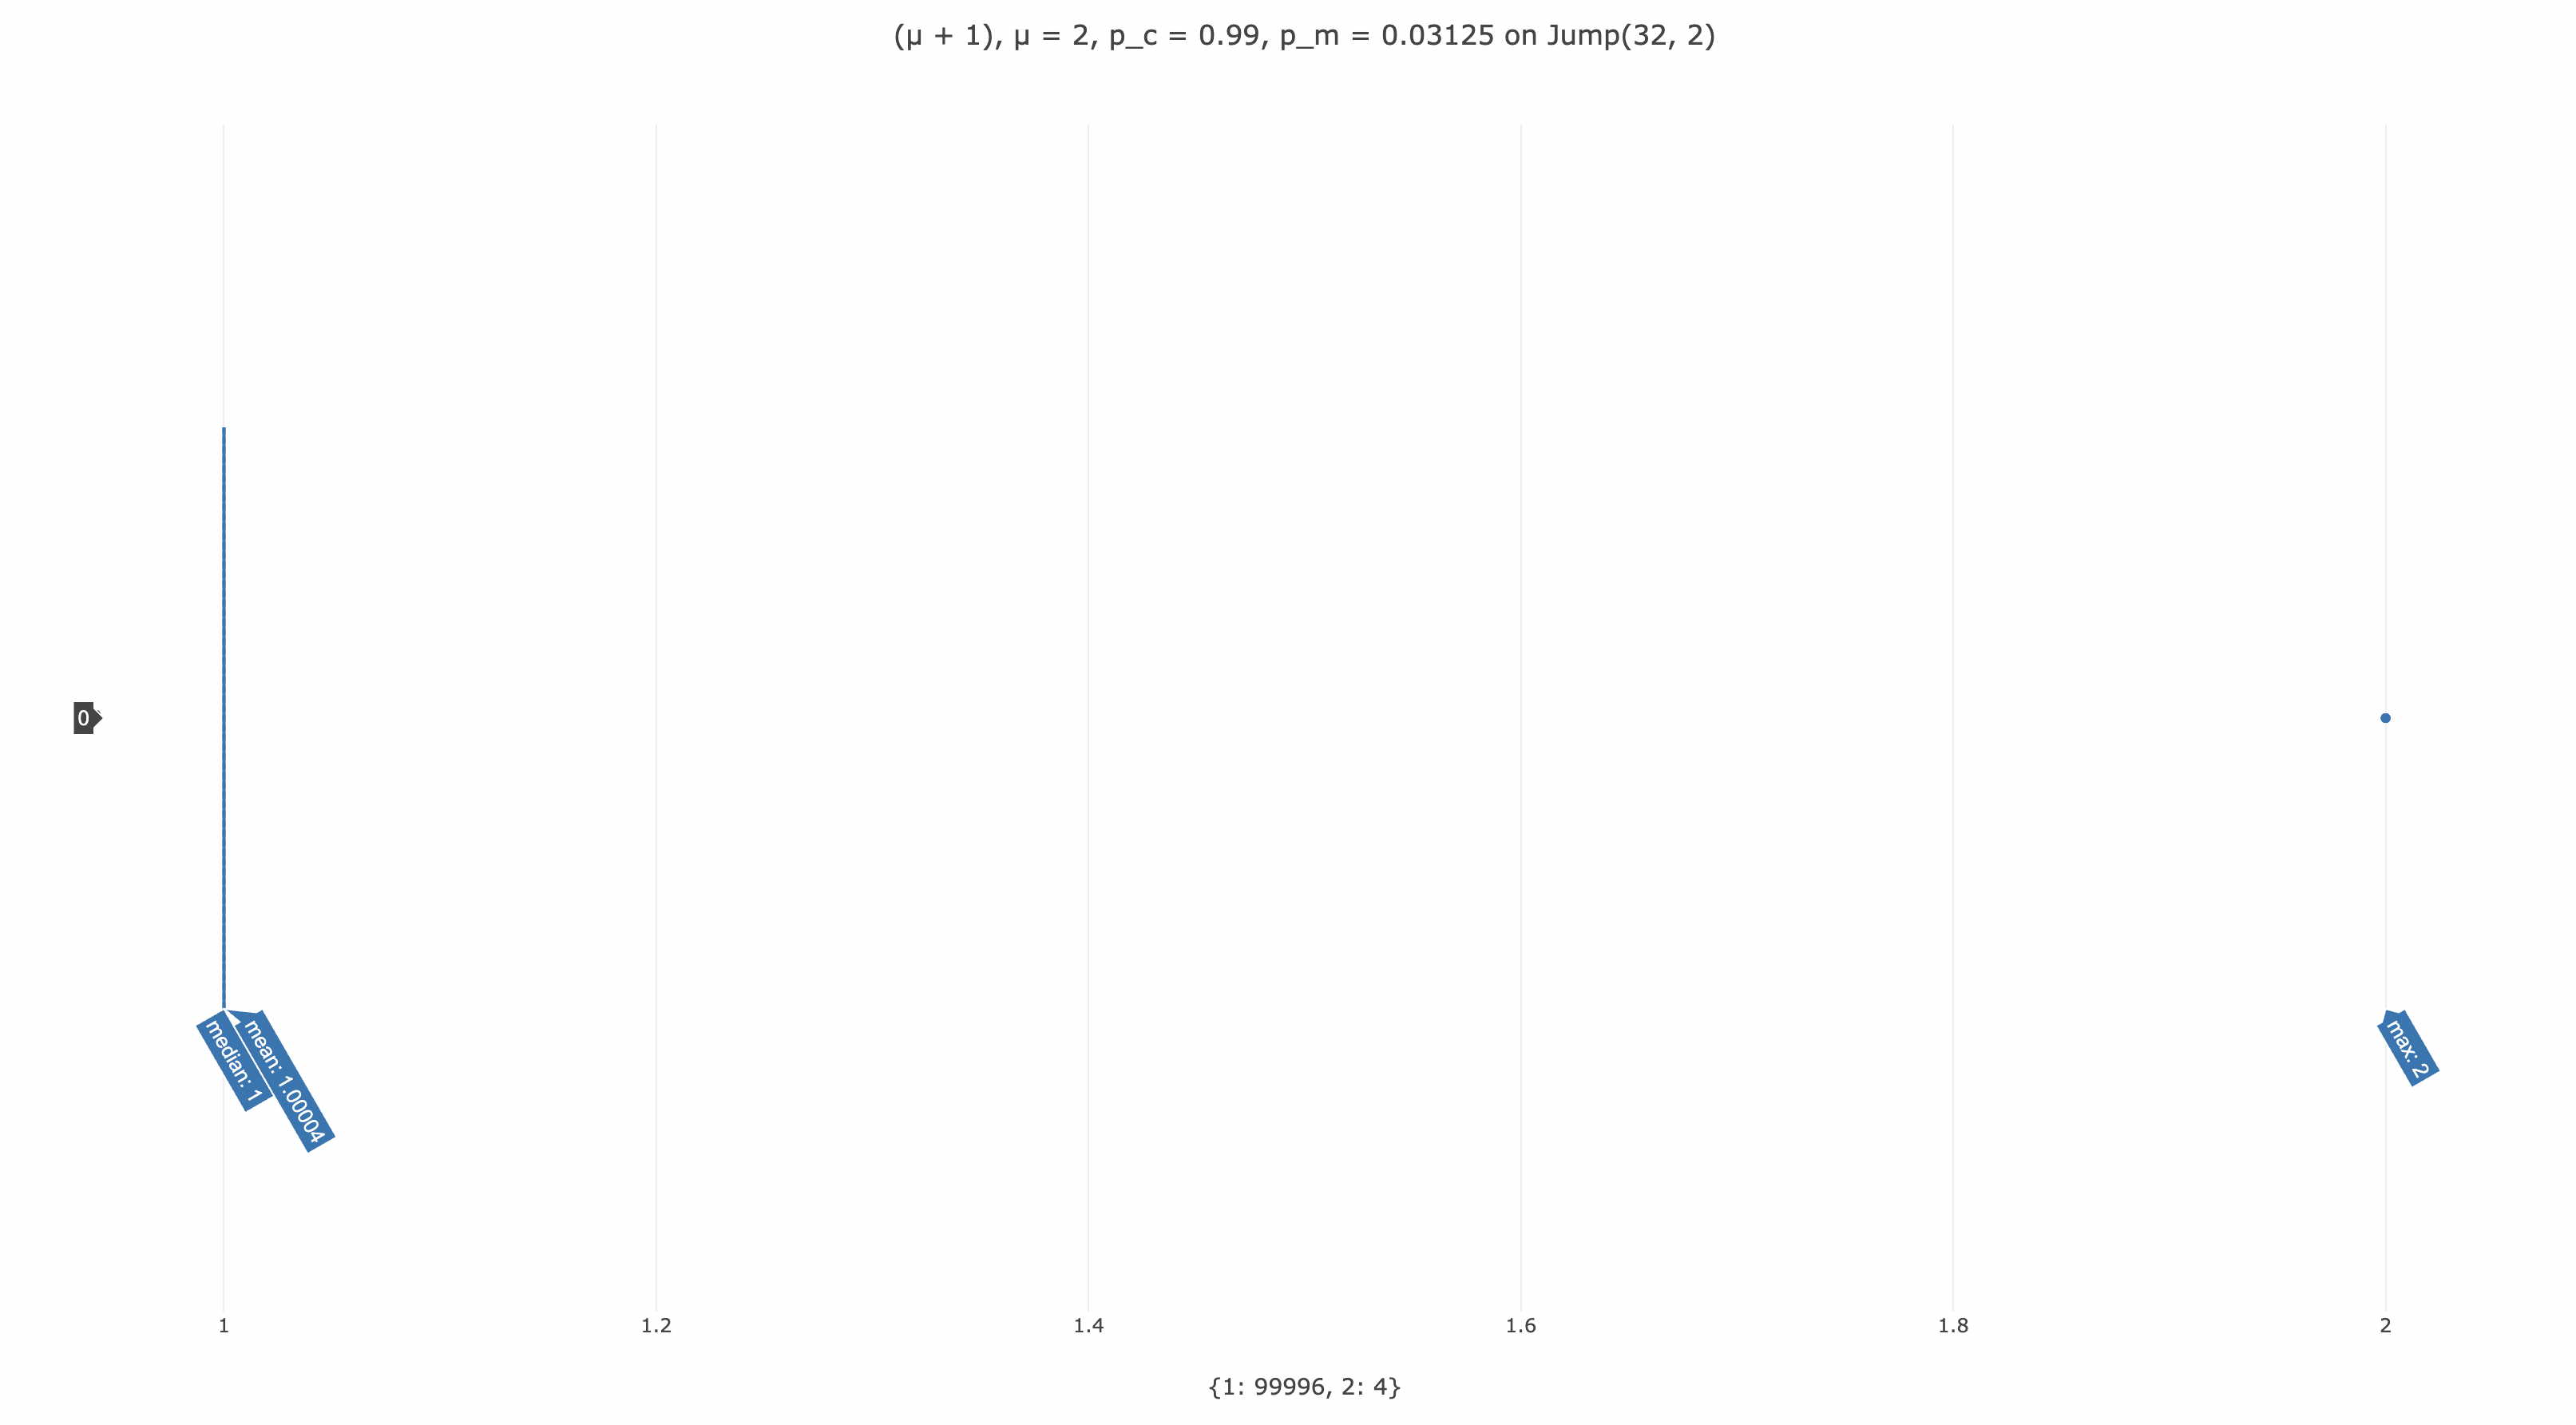 (μ + 1), μ = 2, p_c = 0.99, p_m = 0.03125 on Jump(32, 2)
0
median: 1
mean: 1.00004
max: 2
1 1.2 1.4 1.6 1.8 2
{1: 99996, 2: 4}